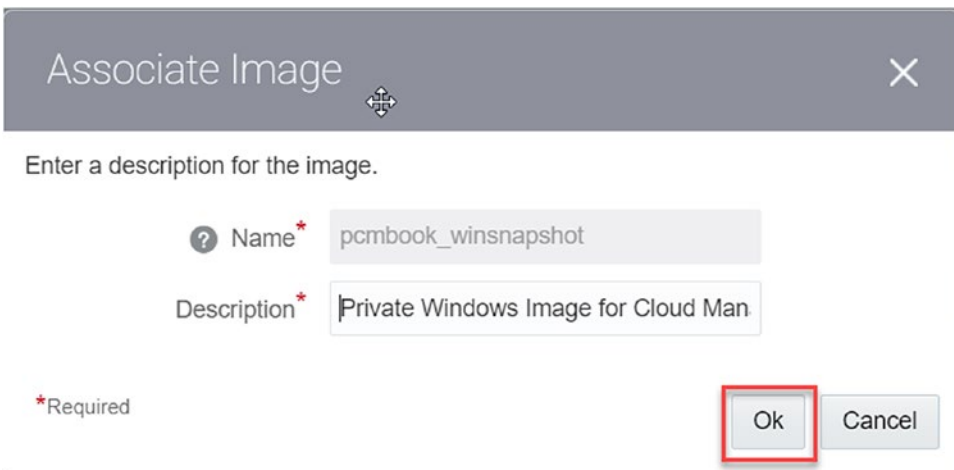 Associate Image
Enter a description for the image.
? Name*
pcmbook_winsnapshot
Description*
Private Windows Image for Cloud Man
*Required
Ok
Cancel